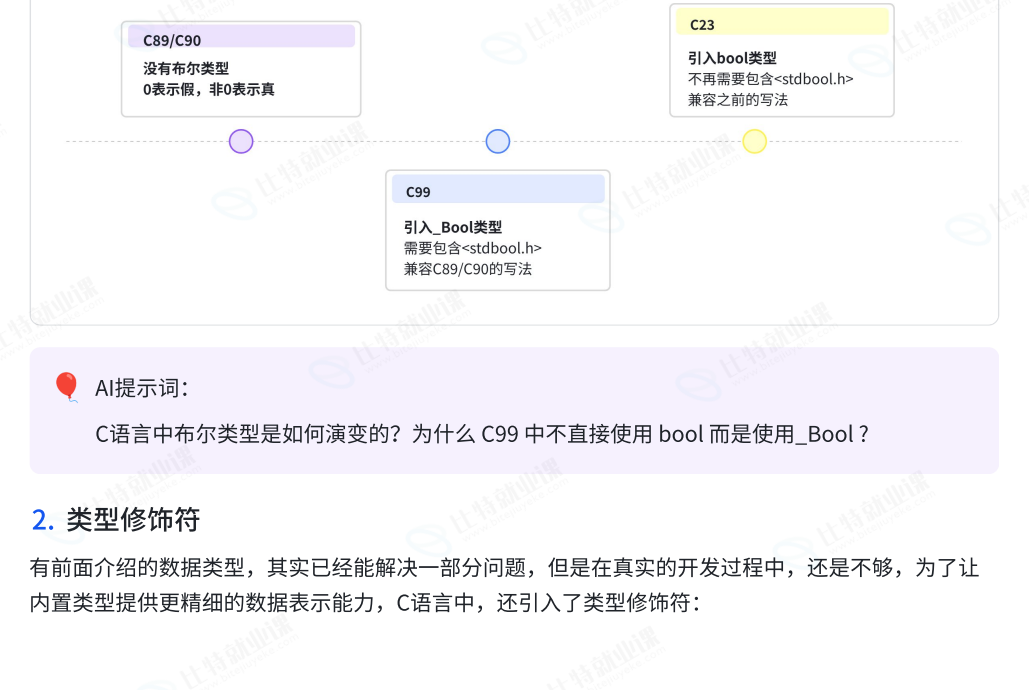 C89/C90
没有布尔类型
0表示假，非0表示真
C23
引入bool类型
不再需要包含<stdbool.h>
兼容之前的写法
C99
引入_Bool类型
需要包含<stdbool.h>
兼容C89/C90的写法
AI提示词：
C语言中布尔类型是如何演变的？为什么 C99 中不直接使用 bool 而是使用_Bool ?
2. 类型修饰符
有前面介绍的数据类型，其实已经能解决一部分问题，但是在真实的开发过程中，还是不够，为了让
内置类型提供更精细的数据表示能力，C语言中，还引入了类型修饰符：
比特就业课